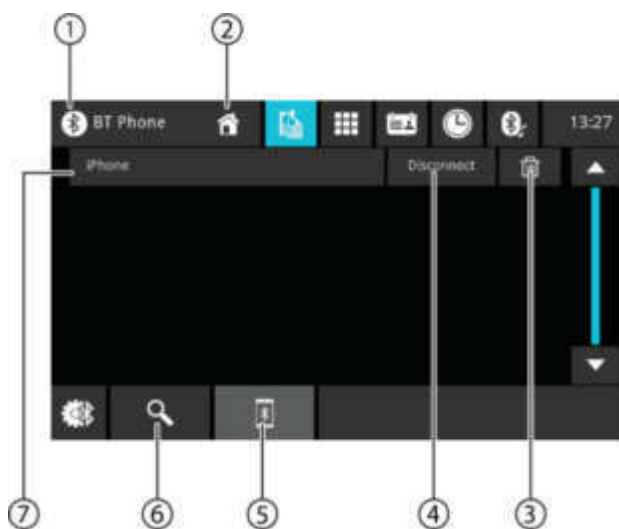 ① ②
BT Phone 13:27
iPhone Disconnect
⑦ ⑥ ⑤ ④ ③